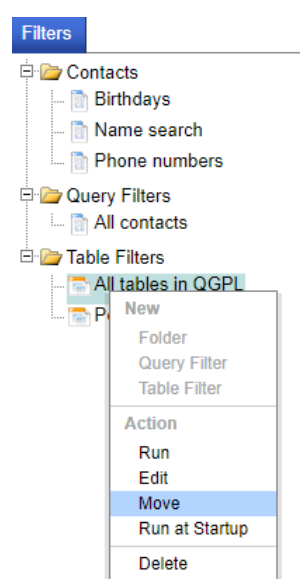 Filters
Contacts
Birthdays
Name search
Phone numbers
Query Filters
All contacts
Table Filters
All tables in QGPL
New
Folder
Query Filter
Table Filter
Action
Run
Edit
Move
Run at Startup
Delete